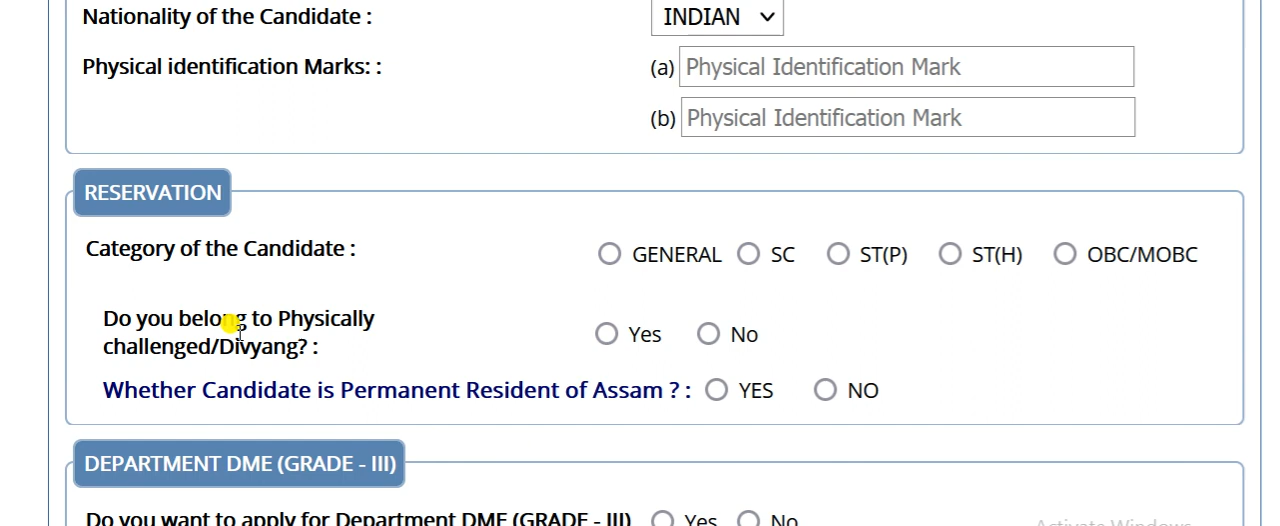 Nationality of the Candidate :
INDIAN
Physical identification Marks: :
(a) Physical Identification Mark
(b) Physical Identification Mark
RESERVATION
Category of the Candidate :
GENERAL SC ST(P) ST(H) OBC/MOBC
Do you belong to Physically
challenged/Divyang? :
Yes No
Whether Candidate is Permanent Resident of Assam ? : YES NO
DEPARTMENT DME (GRADE - III)
Do you want to apply for Department DME (GRADE - III) Yes No
Activate Windows